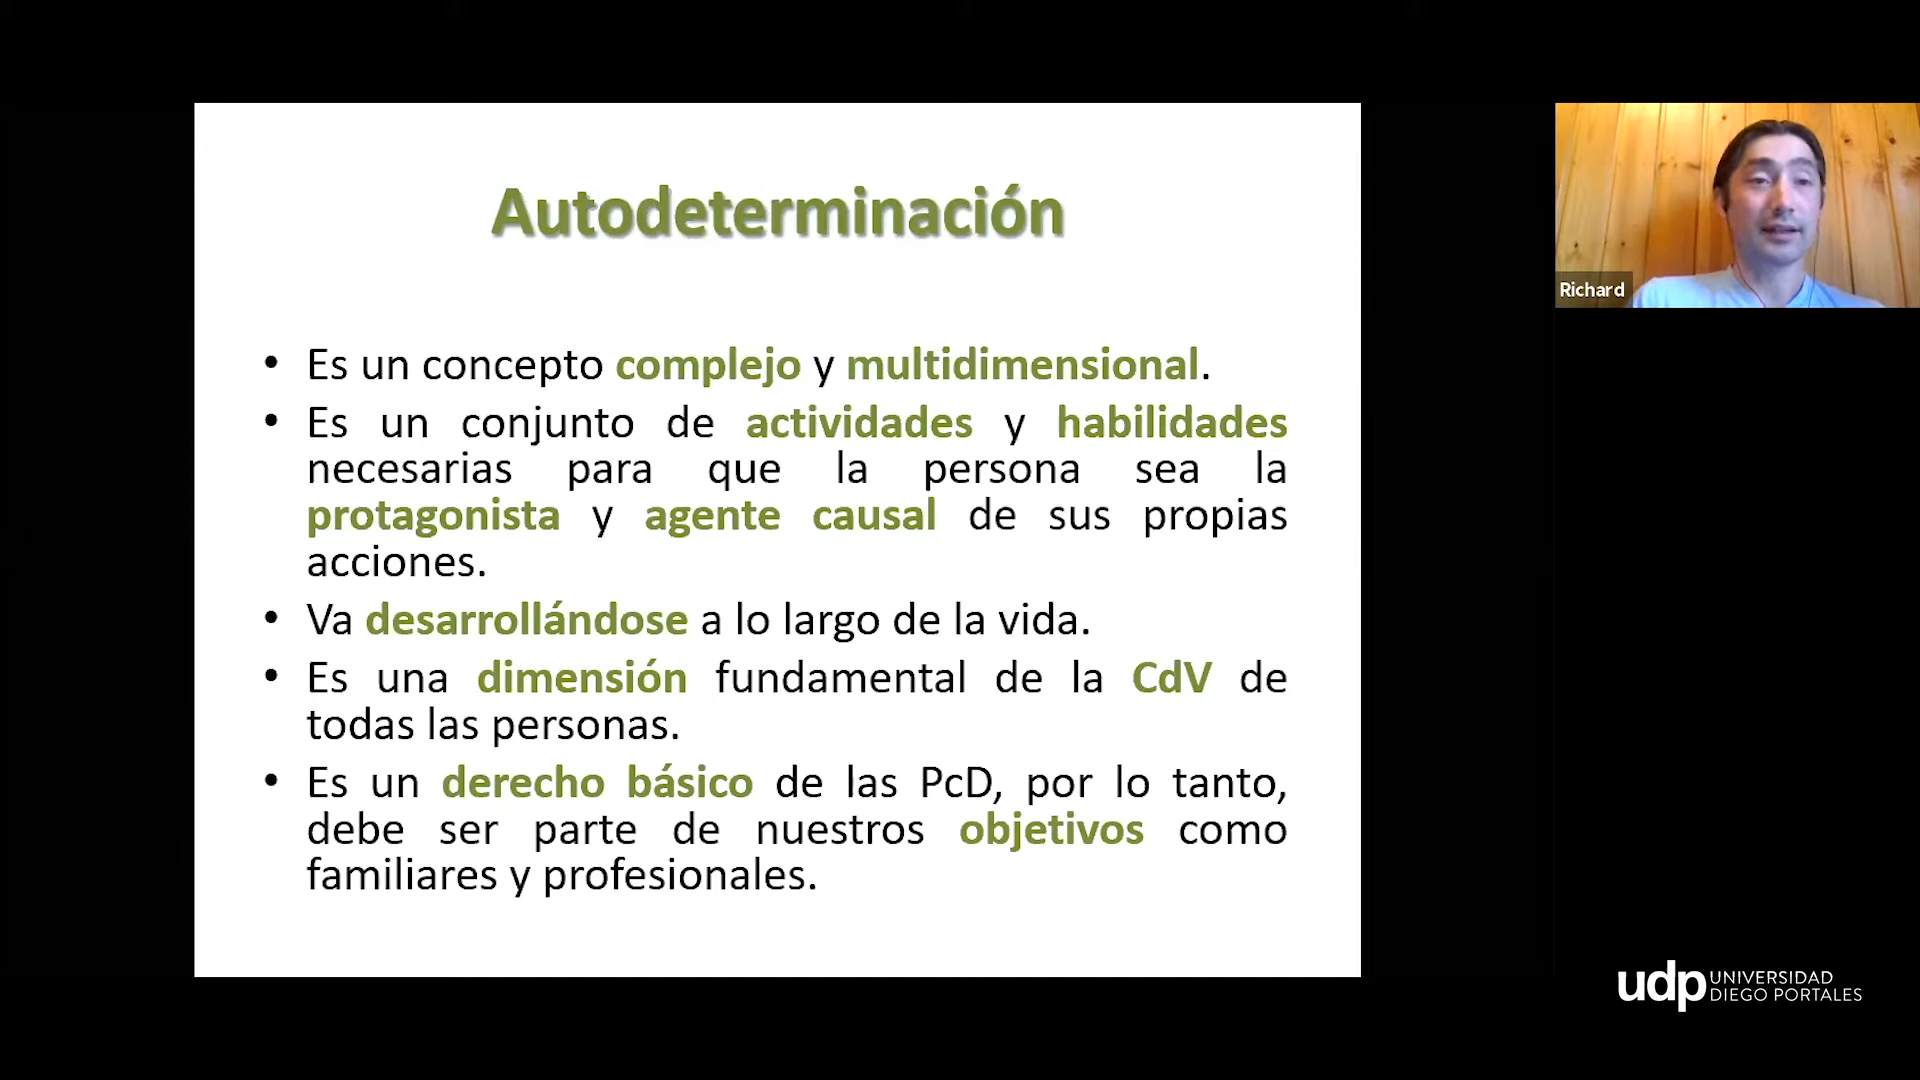 Autodeterminación
• Es un concepto complejo y multidimensional.
• Es un conjunto de actividades y habilidades
necesarias para que la persona sea la
protagonista y agente causal de sus propias
acciones.
• Va desarrollándose a lo largo de la vida.
• Es una dimensión fundamental de la CdV de
todas las personas.
• Es un derecho básico de las PcD, por lo tanto,
debe ser parte de nuestros objetivos como
familiares y profesionales.
Richard
udp UNIVERSIDAD
DIEGO PORTALES